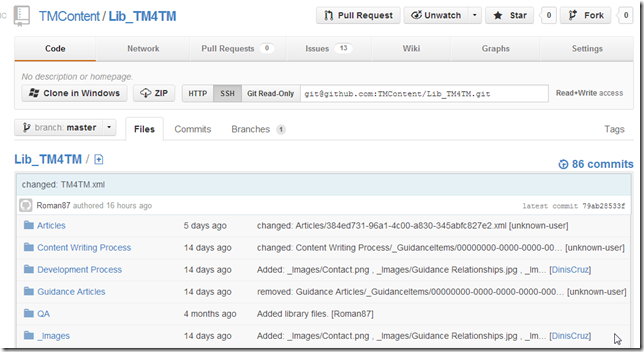 TMContent / Lib_TM4TM
Pull Request Unwatch Star 0 Fork 0
Code Network Pull Requests 0 Issues 13 Wiki Graphs Settings
No description or homepage.
Clone in Windows ZIP HTTP SSH Git Read-Only git@github.com:TMContent/Lib_TM4TM.git Read+Write access
branch: master Files Commits Branches 1 Tags
Lib_TM4TM / 86 commits
changed: TM4TM.xml
Roman87 authored 16 hours ago latest commit 79ab28533f
Articles 5 days ago changed: Articles/384ed731-96a1-4c00-a830-345abfc827e2.xml [unknown-user]
Content Writing Process 14 days ago changed: Content Writing Process/_GuidanceItems/00000000-0000-0000-00... [unknown-user]
Development Process 14 days ago Added: _Images/Contact.png , _Images/Guidance Relationships.jpg , _Im... [DinisCruz]
Guidance Articles 14 days ago removed: Guidance Articles/_GuidanceItems/00000000-0000-0000-0000-000... [unknown-user]
QA 4 months ago Added library files. [Roman87]
_Images 14 days ago Added: _Images/Contact.png , _Images/Guidance Relationships.jpg , _Im... [DinisCruz]